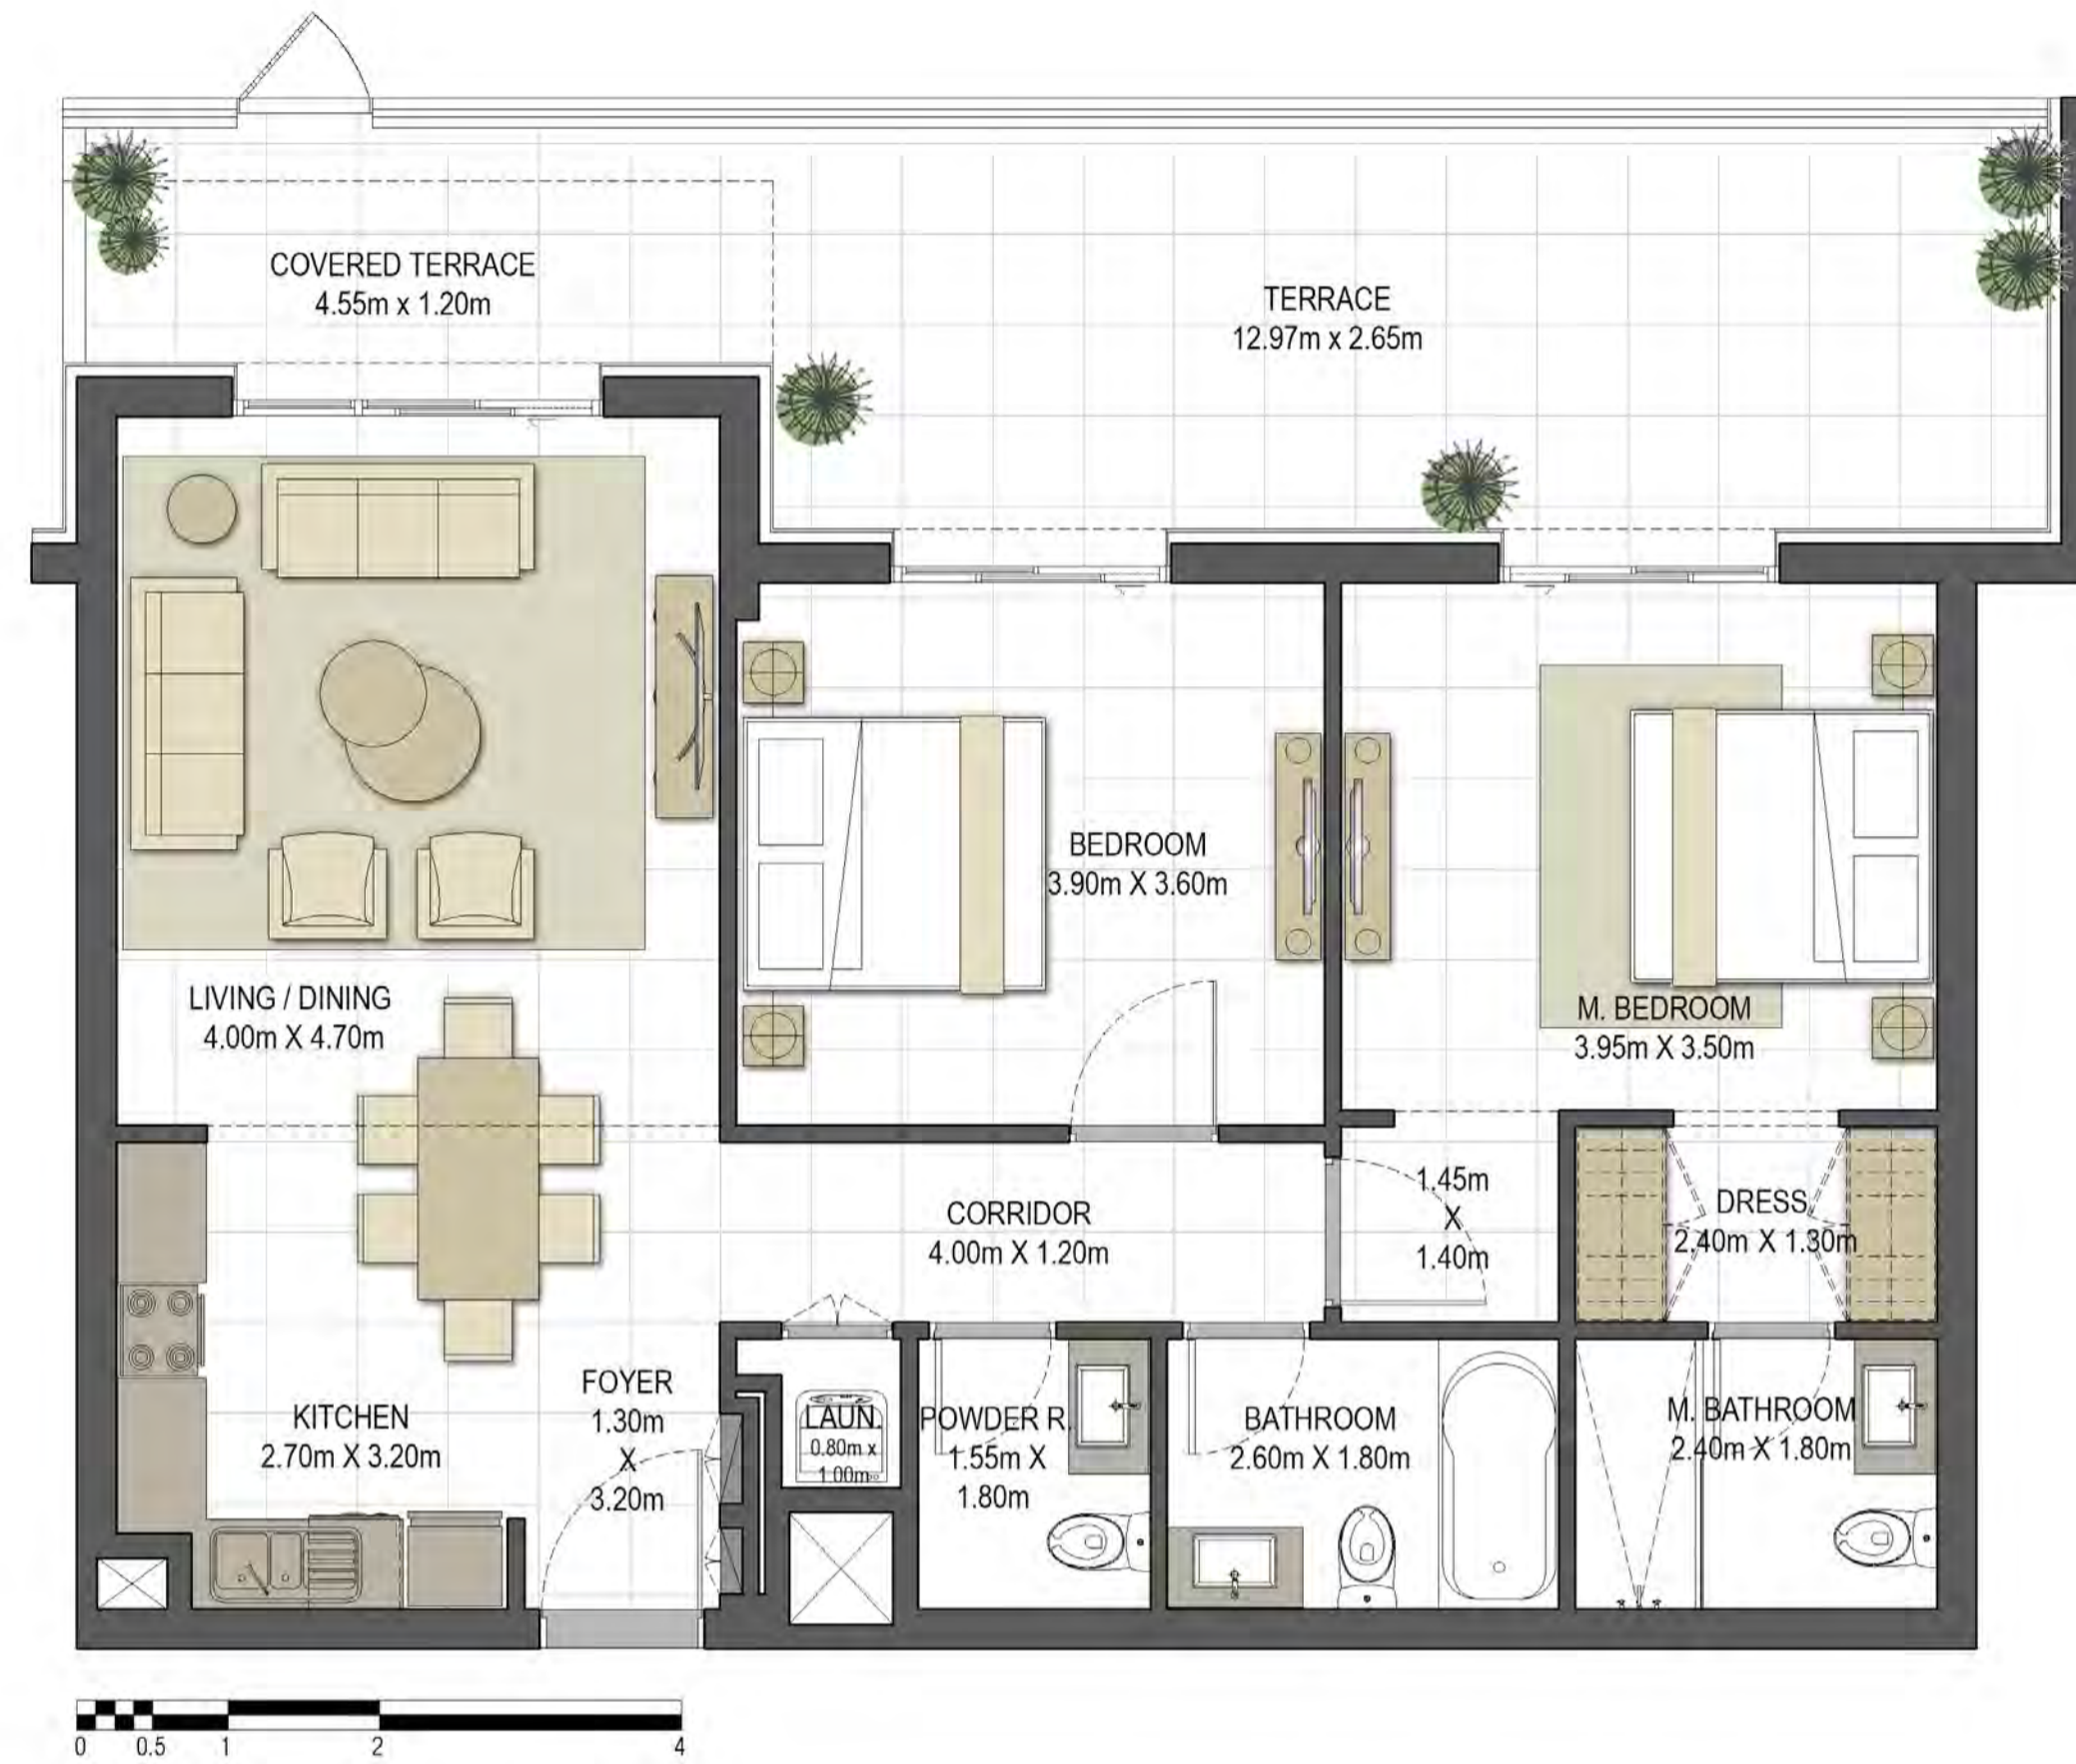 COVERED TERRACE
4.55m x 1.20m
TERRACE
12.97m x 2.65m
BEDROOM
3.90m X 3.60m
LIVING / DINING
4.00m X 4.70m
M. BEDROOM
3.95m X 3.50m
CORRIDOR
4.00m X 1.20m
1.45m
X
1.40m
DRESS
2.40m X 1.30m
KITCHEN
2.70m X 3.20m
FOYER
1.30m
X
3.20m
LAUN.
0.80m x
1.00m
POWDER R.
1.55m X
1.80m
BATHROOM
2.60m X 1.80m
M. BATHROOM
2.40m X 1.80m
0 0.5 1 2 4